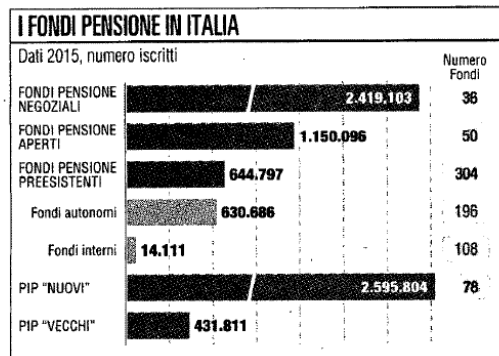 I FONDI PENSIONE IN ITALIA
Dati 2015, numero iscritti
Numero
Fondi
FONDI PENSIONE
NEGOZIALI
2.419.103
36
FONDI PENSIONE
APERTI
1.150.096
50
FONDI PENSIONE
PREESISTENTI
644.797
304
Fondi autonomi
630.686
196
Fondi interni
14.111
108
PIP “NUOVI”
2.595.804
78
PIP “VECCHI”
431.811